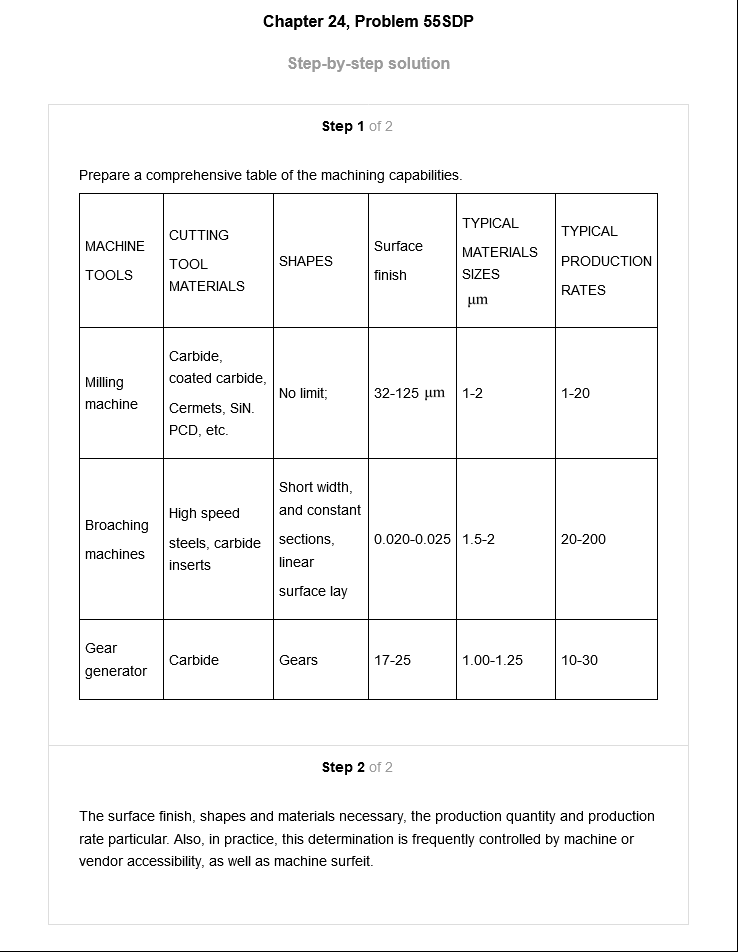 Chapter 24, Problem 55SDP
Step-by-step solution
Step 1 of 2
Prepare a comprehensive table of the machining capabilities.
MACHINE
TOOLS
CUTTING
TOOL
MATERIALS
SHAPES
Surface
finish
TYPICAL
MATERIALS
SIZES
μm
TYPICAL
PRODUCTION
RATES
Milling
machine
Carbide,
coated carbide,
Cermets, SiN.
PCD, etc.
No limit;
32-125 μm
1-2
1-20
Broaching
machines
High speed
steels, carbide
inserts
Short width,
and constant
sections,
linear
surface lay
0.020-0.025
1.5-2
20-200
Gear
generator
Carbide
Gears
17-25
1.00-1.25
10-30
Step 2 of 2
The surface finish, shapes and materials necessary, the production quantity and production
rate particular. Also, in practice, this determination is frequently controlled by machine or
vendor accessibility, as well as machine surfeit.